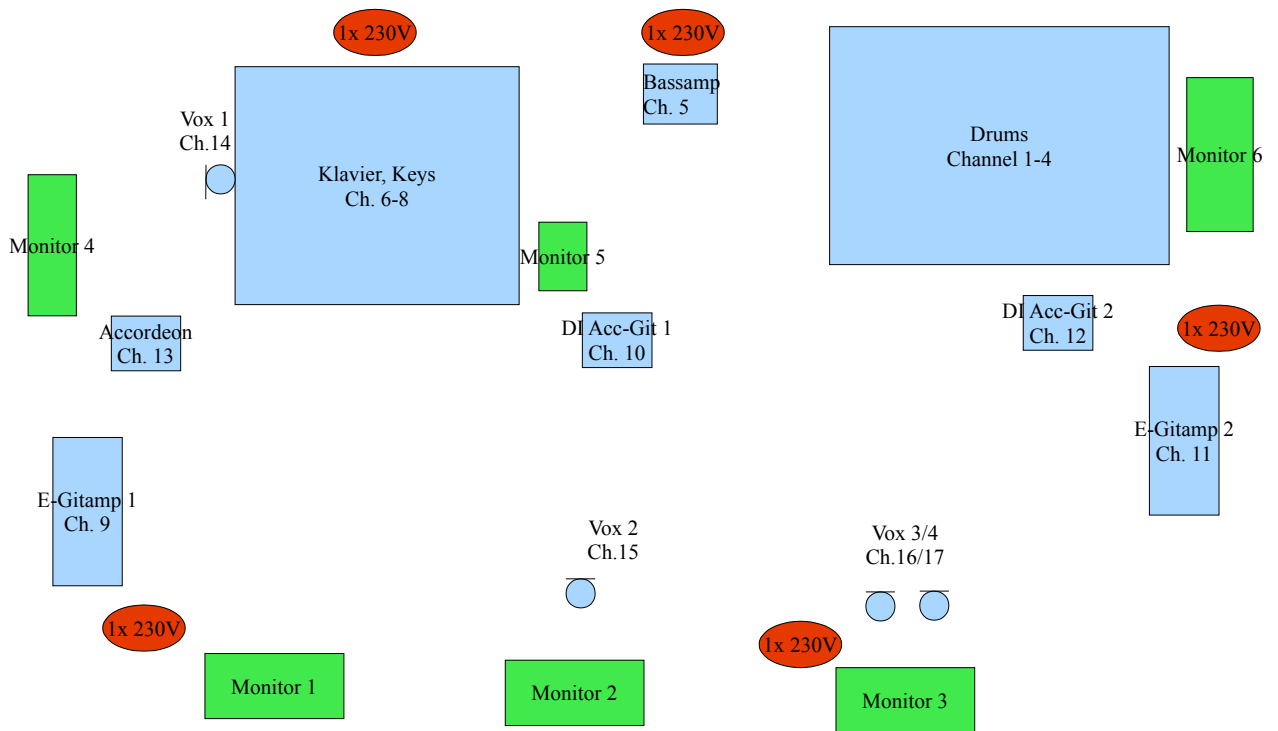 1x 230V
1x 230V
Bassamp
Ch. 5
Vox 1
Ch.14
Klavier, Keys
Ch. 6-8
Drums
Channel 1-4
Monitor 6
Monitor 4
Monitor 5
Accordeon
Ch. 13
DI Acc-Git 1
Ch. 10
DI Acc-Git 2
Ch. 12
1x 230V
E-Gitamp 2
Ch. 11
E-Gitamp 1
Ch. 9
Vox 2
Ch.15
Vox 3/4
Ch.16/17
1x 230V
1x 230V
Monitor 1
Monitor 2
Monitor 3